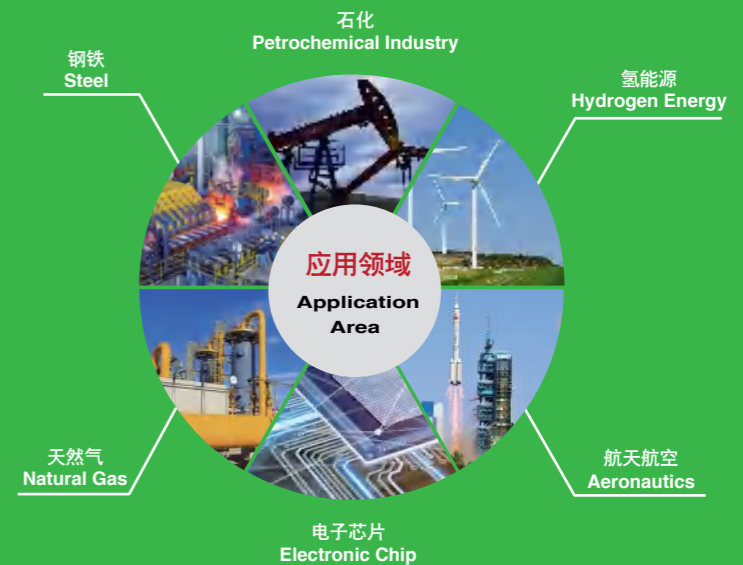 石化
Petrochemical Industry
钢铁
Steel
氢能源
Hydrogen Energy
应用领域
Application
Area
天然气
Natural Gas
航天航空
Aeronautics
电子芯片
Electronic Chip